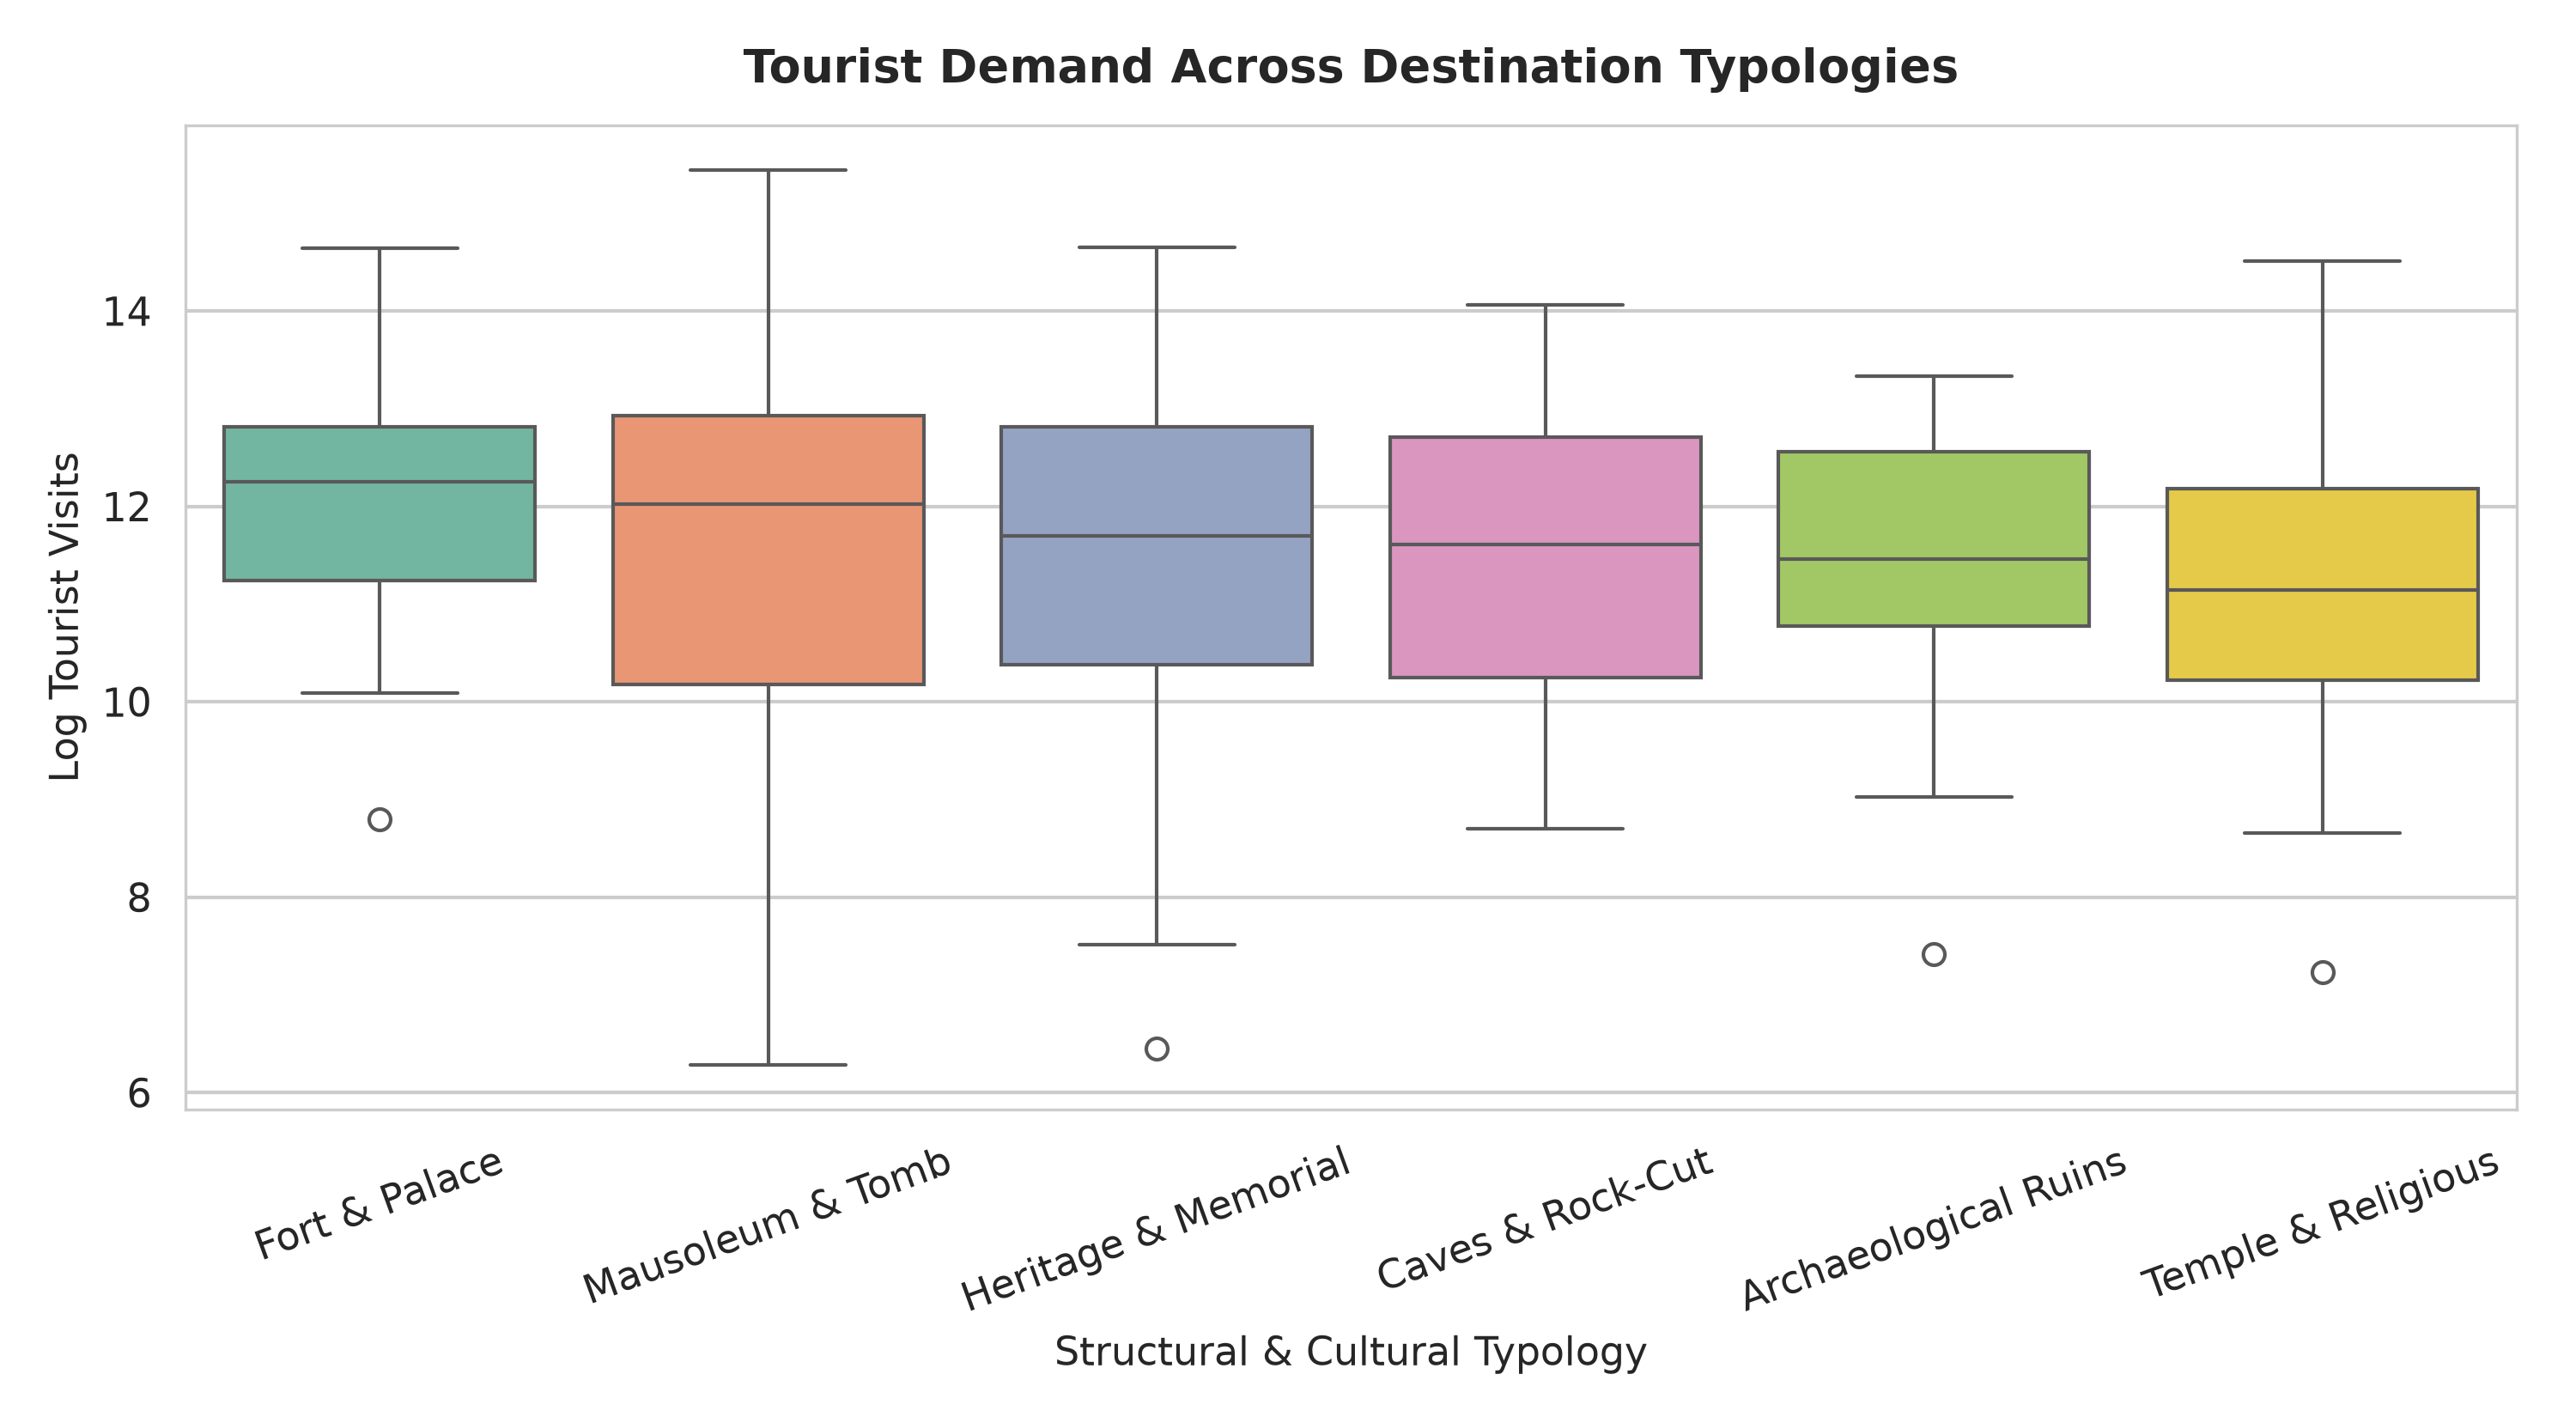 Tourist Demand Across Destination Typologies
Log Tourist Visits
14
12
10
8
6
Fort & Palace
Mausoleum & Tomb
Heritage & Memorial
Caves & Rock-Cut
Archaeological Ruins
Temple & Religious
Structural & Cultural Typology